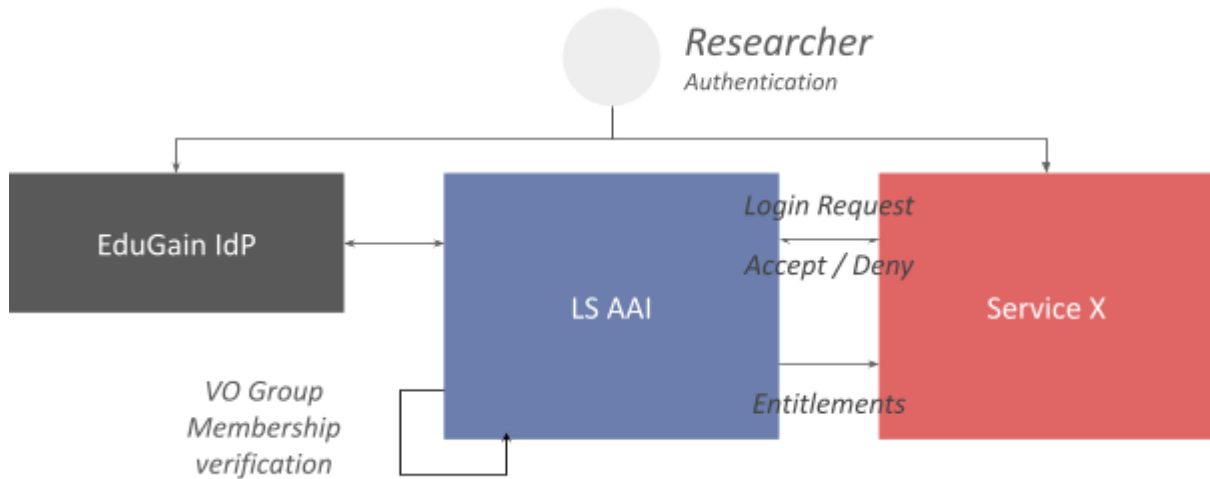 Researcher
Authentication
EduGain IdP
LS AAI
Login Request
Accept / Deny
Service X
Entitlements
VO Group
Membership
verification